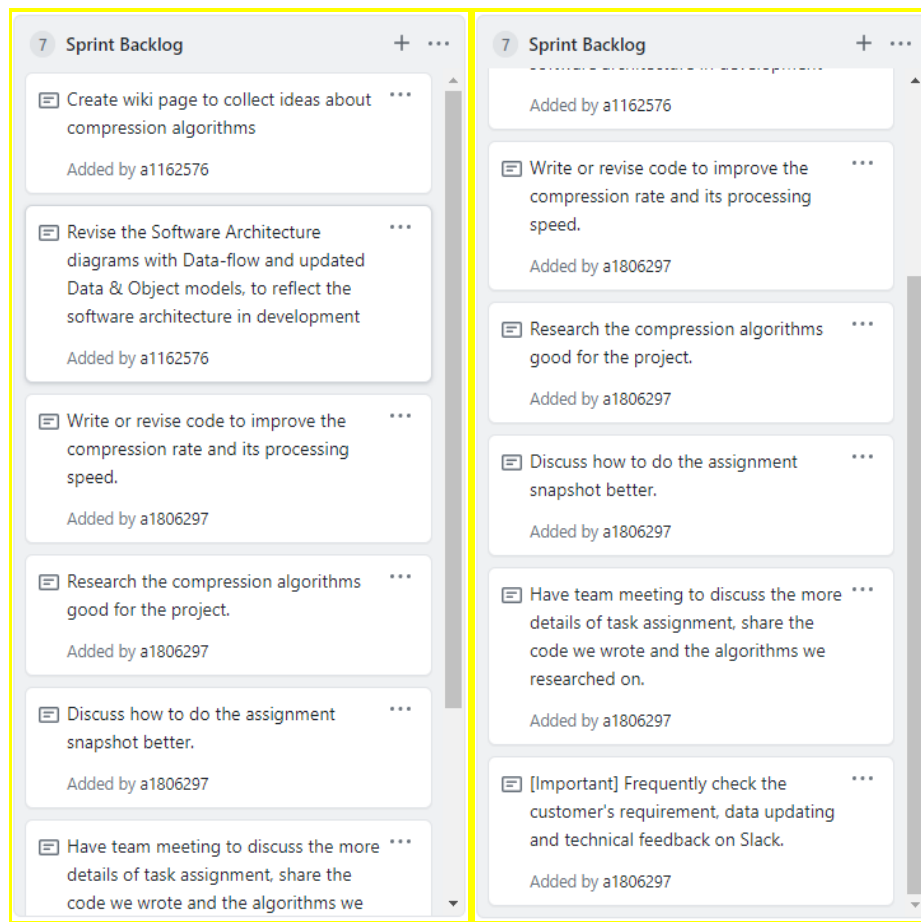 7 Sprint Backlog
Create wiki page to collect ideas about
compression algorithms
Added by a1162576
Revise the Software Architecture
diagrams with Data-flow and updated
Data & Object models, to reflect the
software architecture in development
Added by a1162576
Write or revise code to improve the
compression rate and its processing
speed.
Added by a1806297
Research the compression algorithms
good for the project.
Added by a1806297
Discuss how to do the assignment
snapshot better.
Added by a1806297
Have team meeting to discuss the more
details of task assignment, share the
code we wrote and the algorithms we
7 Sprint Backlog
software architecture in development
Added by a1162576
Write or revise code to improve the
compression rate and its processing
speed.
Added by a1806297
Research the compression algorithms
good for the project.
Added by a1806297
Discuss how to do the assignment
snapshot better.
Added by a1806297
Have team meeting to discuss the more
details of task assignment, share the
code we wrote and the algorithms we
researched on.
Added by a1806297
[Important] Frequently check the
customer's requirement, data updating
and technical feedback on Slack.
Added by a1806297